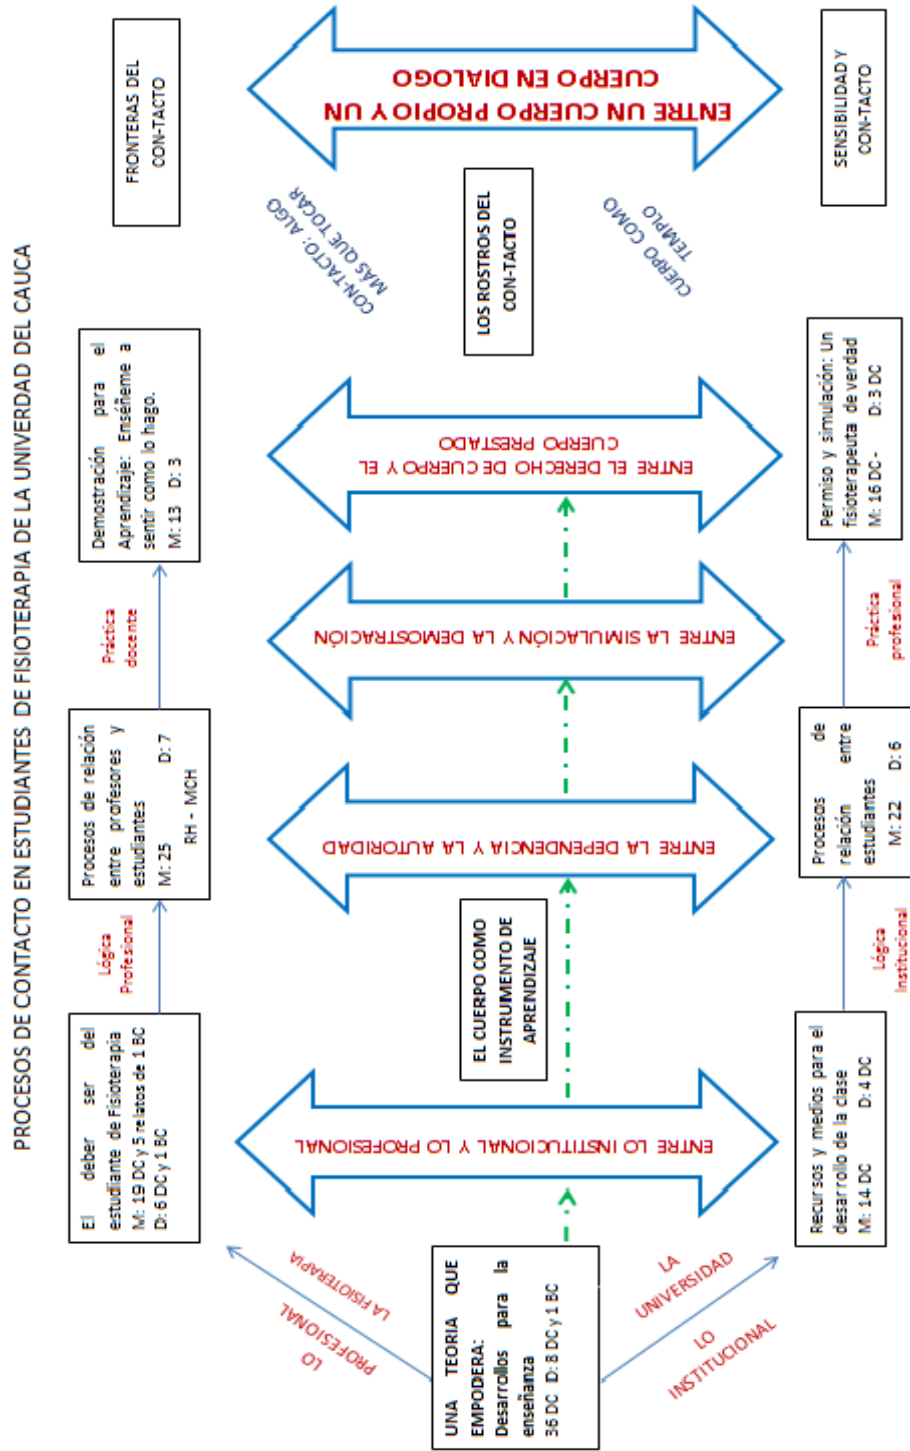 PROCESOS DE CONTACTO EN ESTUDIANTES DE FISIOTERAPIA DE LA UNIVERDAD DEL CAUCA
UNA TEORIA QUE
EMPODERA:
Desarrollos para la
enseñanza
36 DC D: 8 DC y 1 BC
LO
PROFESIONAL
LA FISIOTERAPIA
LA
UNIVERSIDAD
LO
INSTITUCIONAL
El deber ser del
estudiante de Fisioterapia
M: 19 DC y 5 relatos de 1 BC
D: 6 DC y 1 BC
ENTRE LO INSTITUCIONAL Y LO PROFESIONAL
Recursos y medios para el
desarrollo de la clase
M: 14 DC D: 4 DC
Lógica
Profesional
EL CUERPO COMO
INSTRUMENTO DE
APRENDIZAJE
Lógica
Institucional
Procesos de relación
entre profesores y
estudiantes
M: 25 D: 7
RH - MCH
ENTRE LA DEPENDENCIA Y LA AUTORIDAD
Procesos de
relación entre
estudiantes
M: 22 D: 6
Práctica
docente
ENTRE LA SIMULACIÓN Y LA DEMOSTRACIÓN
Práctica
profesional
Demostración para el
Aprendizaje: Enséñeme a
sentir como lo hago.
M: 13 D: 3
ENTRE EL DERECHO DE CUERPO Y EL
CUERPO PRESTADO
Permiso y simulación: Un
fisioterapeuta de verdad
M: 16 DC - D: 3 DC
CON-TACTO: ALGO
MÁS QUE TOCAR
LOS ROSTROS DEL
CON-TACTO
CUERPO COMO
TEMPLO
FRONTERAS DEL
CON-TACTO
ENTRE UN CUERPO PROPIO Y UN
CUERPO EN DIALOGO
SENSIBILIDAD Y
CON-TACTO